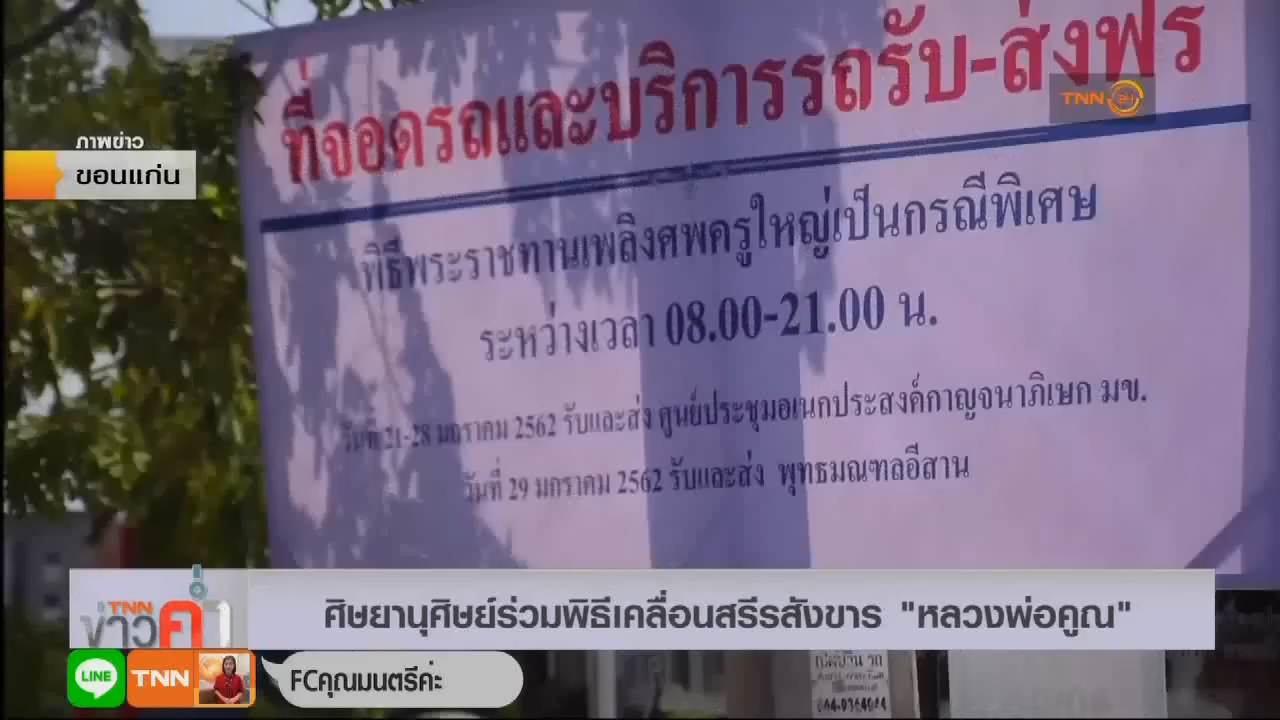 ที่จอดรถและบริการรถรับ-ส่งฟรี
TNN 24
ภาพข่าว
ขอนแก่น
พิธีพระราชทานเพลิงศพครูใหญ่เป็นกรณีพิเศษ
ระหว่างเวลา 08.00-21.00 น.
วันที่ 21-28 มกราคม 2562 รับและส่ง ศูนย์ประชุมอเนกประสงค์กาญจนาภิเษก มข.
วันที่ 29 มกราคม 2562 รับและส่ง พุทธมณฑลอีสาน
TNN
ข่าวค่ำ
ศิษยานุศิษย์ร่วมพิธีเคลื่อนสรีรสังขาร "หลวงพ่อคูณ"
LINE
TNN
FCคุณมนตรีค่ะ